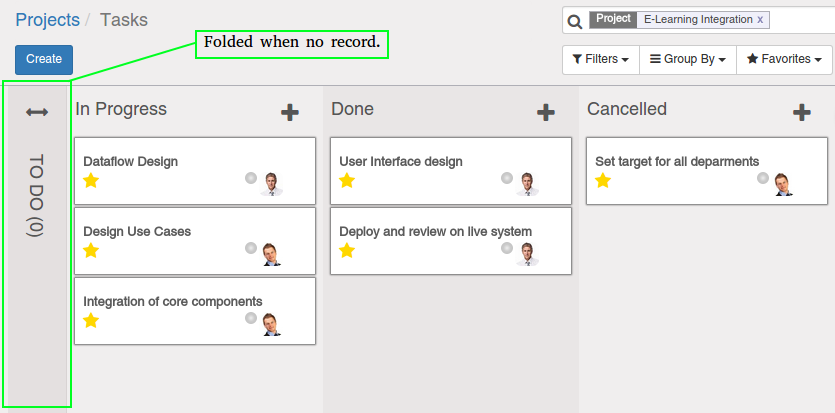 Projects / Tasks
Project E-Learning Integration x
Folded when no record.
Create
Filters
Group By
Favorites
TO DO (0)
In Progress
Dataflow Design
Design Use Cases
Integration of core components
Done
User Interface design
Deploy and review on live system
Cancelled
Set target for all deparments